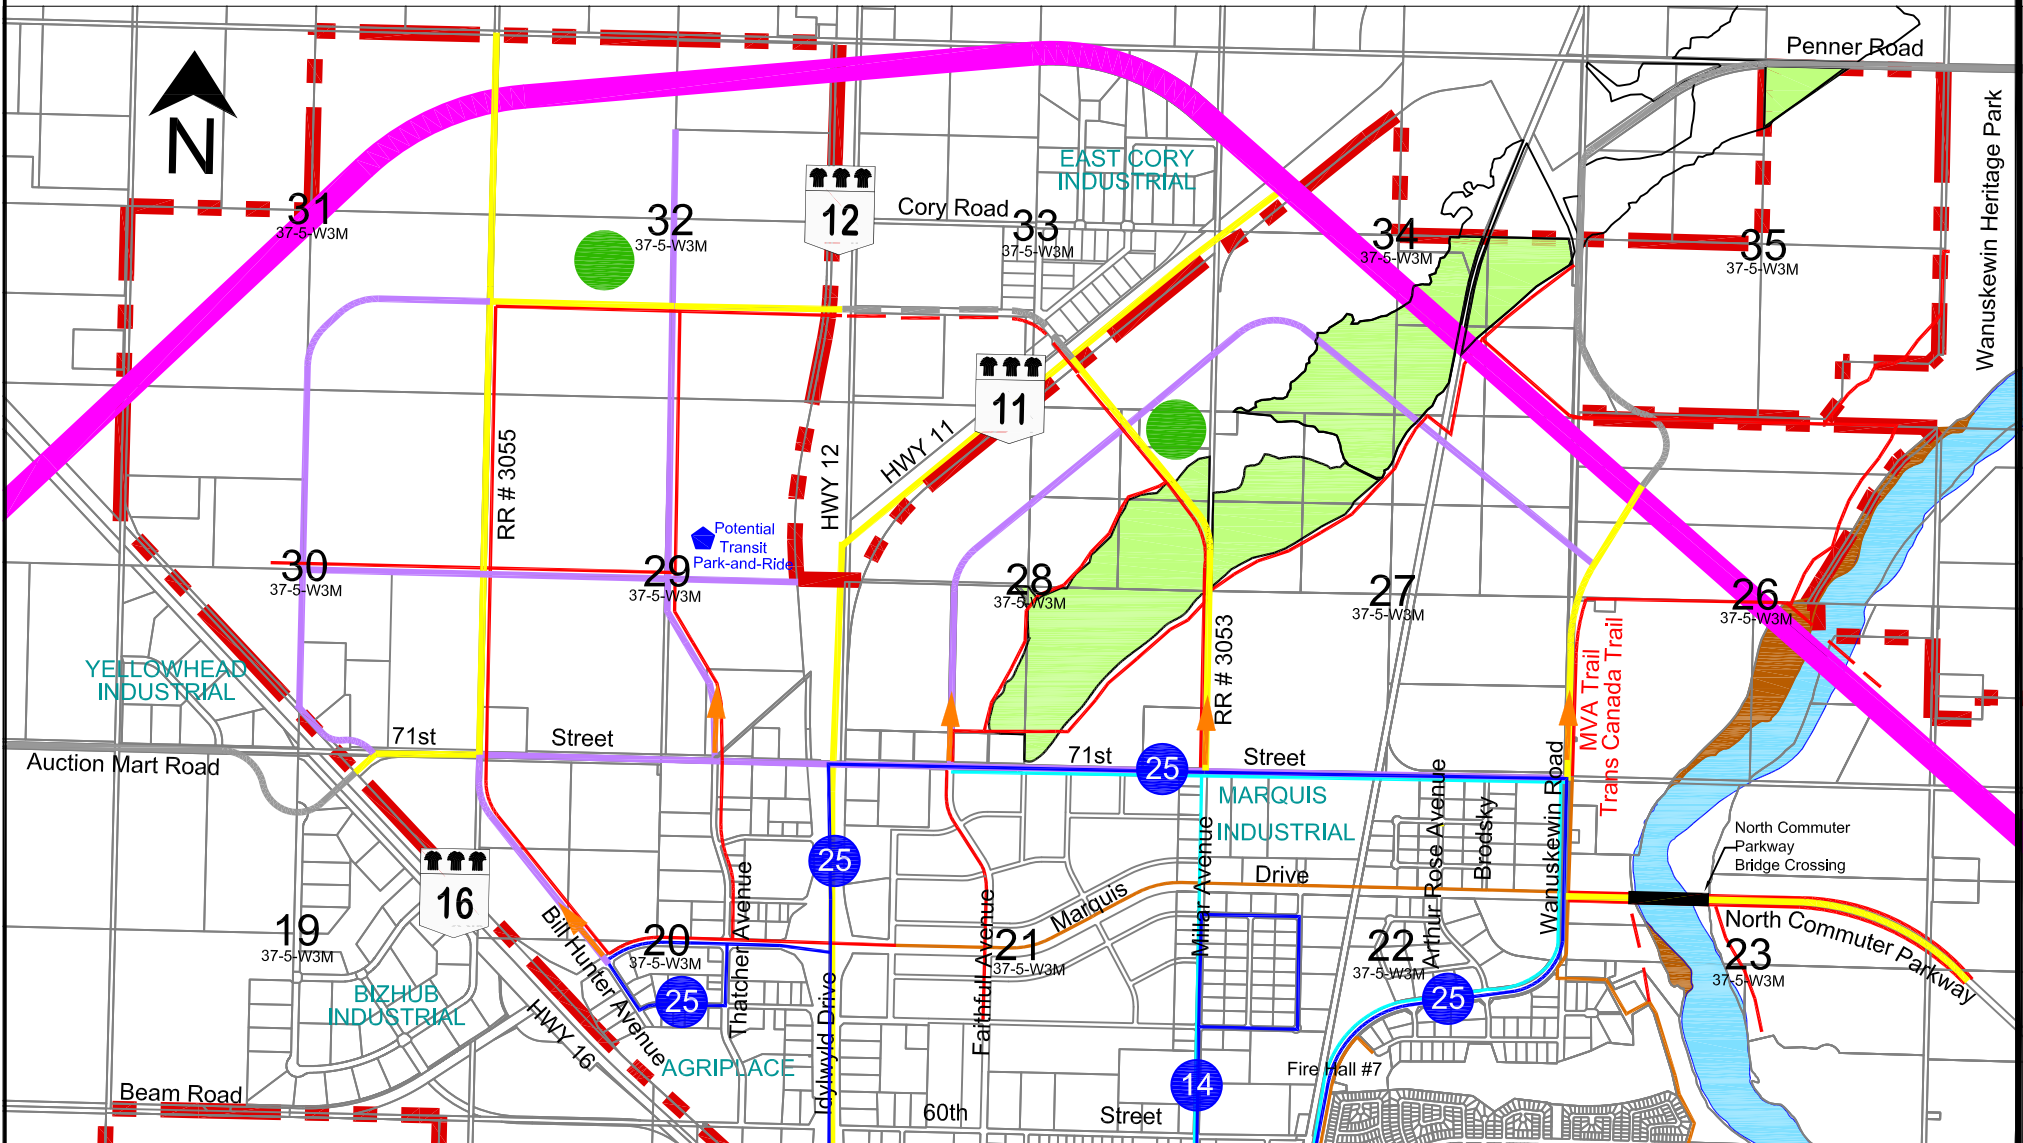 Penner Road
Wanuskewin Heritage Park
N
EAST CORY
INDUSTRIAL
31
37-5-W3M
32
37-5-W3M
12
Cory Road
33
37-5-W3M
34
37-5-W3M
35
37-5-W3M
11
HWY 11
HWY 12
RR # 3055
Potential
Transit
Park-and-Ride
30
37-5-W3M
29
37-5-W3M
28
37-5-W3M
27
37-5-W3M
26
37-5-W3M
RR # 3053
MVA Trail
Trans Canada Trail
YELLOWHEAD
INDUSTRIAL
71st
Street
71st
Street
25
Auction Mart Road
MARQUIS
INDUSTRIAL
Wanuskewin Road
Arthur Rose Avenue
Brodsky
North Commuter
Parkway
Bridge Crossing
25
16
Thatcher Avenue
Faithfull Avenue
Marquis
Drive
Millar Avenue
North Commuter Parkway
19
37-5-W3M
20
37-5-W3M
21
37-5-W3M
22
37-5-W3M
23
37-5-W3M
Bill Hunter Avenue
25
25
BIZHUB
INDUSTRIAL
HWY 16
Idylwyld Drive
AGRIPLACE
Fire Hall #7
14
Beam Road
60th
Street